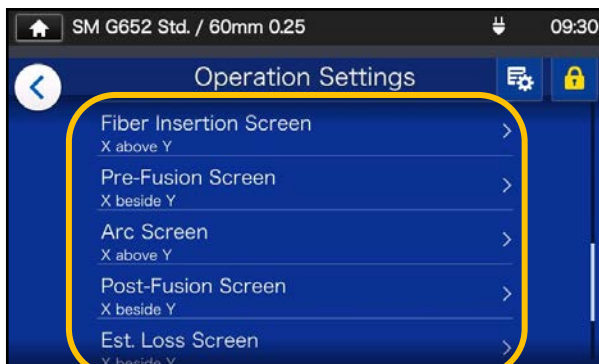 SM G652 Std. / 60mm 0.25 09:30
Operation Settings
Fiber Insertion Screen
X above Y
Pre-Fusion Screen
X beside Y
Arc Screen
X above Y
Post-Fusion Screen
X beside Y
Est. Loss Screen
X beside Y